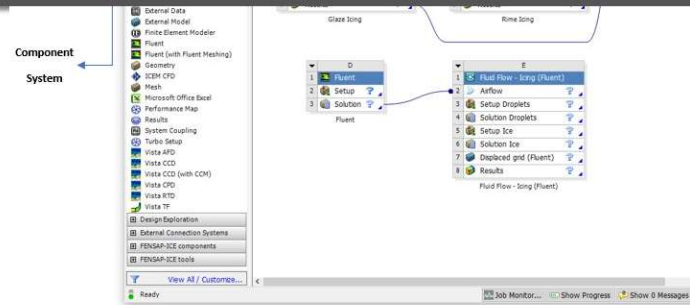 External Data
External Model
Finite Element Modeler
Fluent
Fluent (with Fluent Meshing)
Geometry
ICEM CFD
Mesh
Microsoft Office Excel
Performance Map
Results
System Coupling
Turbo Setup
Vista AFD
Vista CCD
Vista CCD (with CCM)
Vista CPD
Vista RTD
Vista TF
Design Exploration
External Connection Systems
FENSAP-ICE components
FENSAP-ICE tools
View All / Customize...
Ready
Component
System
Glaze Icing
Rime Icing
D
1 Fluent
2 Setup ?
3 Solution ?
Fluent
E
1 Fluid Flow - Icing (Fluent)
2 Airflow ?
3 Setup Droplets ?
4 Solution Droplets ?
5 Setup Ice ?
6 Solution Ice ?
7 Displaced grid (Fluent) ?
8 Results ?
Fluid Flow - Icing (Fluent)
Job Monitor... Show Progress Show 0 Messages